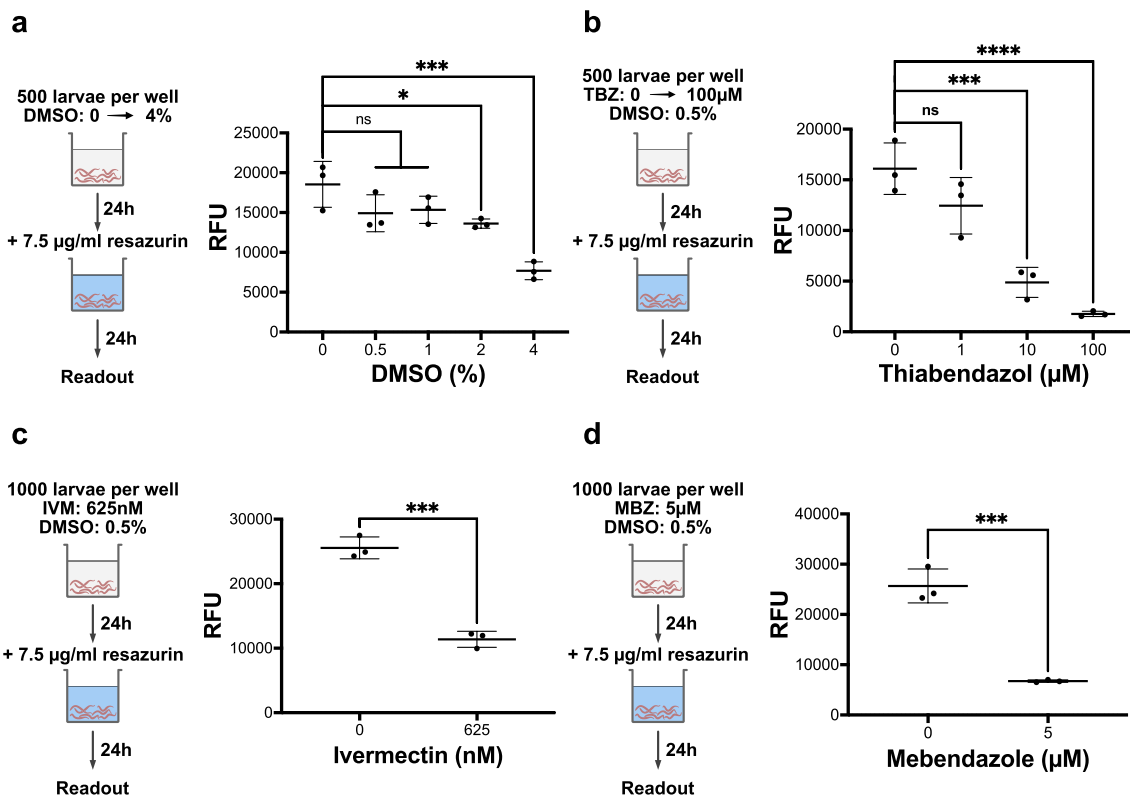 a
500 larvae per well
DMSO: 0 → 4%
24h
+ 7.5 µg/ml resazurin
24h
Readout
***
*
ns
25000
20000
15000
10000
5000
0
RFU
0 0.5 1 2 4
DMSO (%)
b
500 larvae per well
TBZ: 0 → 100µM
DMSO: 0.5%
24h
+ 7.5 µg/ml resazurin
24h
Readout
****
***
ns
20000
15000
10000
5000
0
RFU
0 1 10 100
Thiabendazol (µM)
c
1000 larvae per well
IVM: 625nM
DMSO: 0.5%
24h
+ 7.5 µg/ml resazurin
24h
Readout
***
30000
20000
10000
0
RFU
0 625
Ivermectin (nM)
d
1000 larvae per well
MBZ: 5µM
DMSO: 0.5%
24h
+ 7.5 µg/ml resazurin
24h
Readout
***
40000
30000
20000
10000
0
RFU
0 5
Mebendazole (µM)